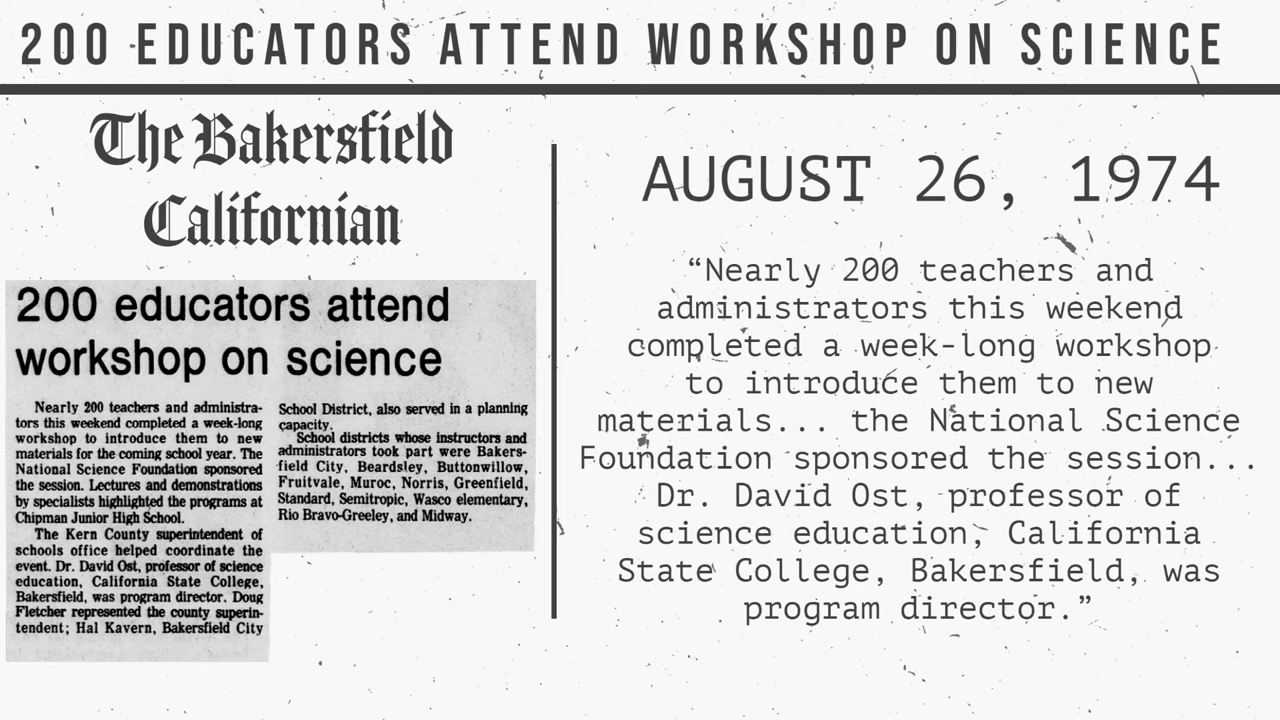 200 EDUCATORS ATTEND WORKSHOP ON SCIENCE
The Bakersfield
Californian
200 educators attend
workshop on science
Nearly 200 teachers and administra-
tors this weekend completed a week-long
workshop to introduce them to new
materials for the coming school year. The
National Science Foundation sponsored
the session. Lectures and demonstrations
by specialists highlighted the programs at
Chipman Junior High School.
The Kern County superintendent of
schools office helped coordinate the
event. Dr. David Ost, professor of science
education, California State College,
Bakersfield, was program director. Doug
Fletcher represented the county superin-
tendent; Hal Kavern, Bakersfield City
School District, also served in a planning
capacity.
School districts whose instructors and
administrators took part were Bakers-
field City, Beardsley, Buttonwillow,
Fruitvale, Muroc, Norris, Greenfield,
Standard, Semitropic, Wasco elementary,
Rio Bravo-Greeley, and Midway.
AUGUST 26, 1974
“Nearly 200 teachers and
administrators this weekend
completed a week-long workshop
to introduce them to new
materials... the National Science
Foundation sponsored the session...
Dr. David Ost, professor of
science education, California
State College, Bakersfield, was
program director.”